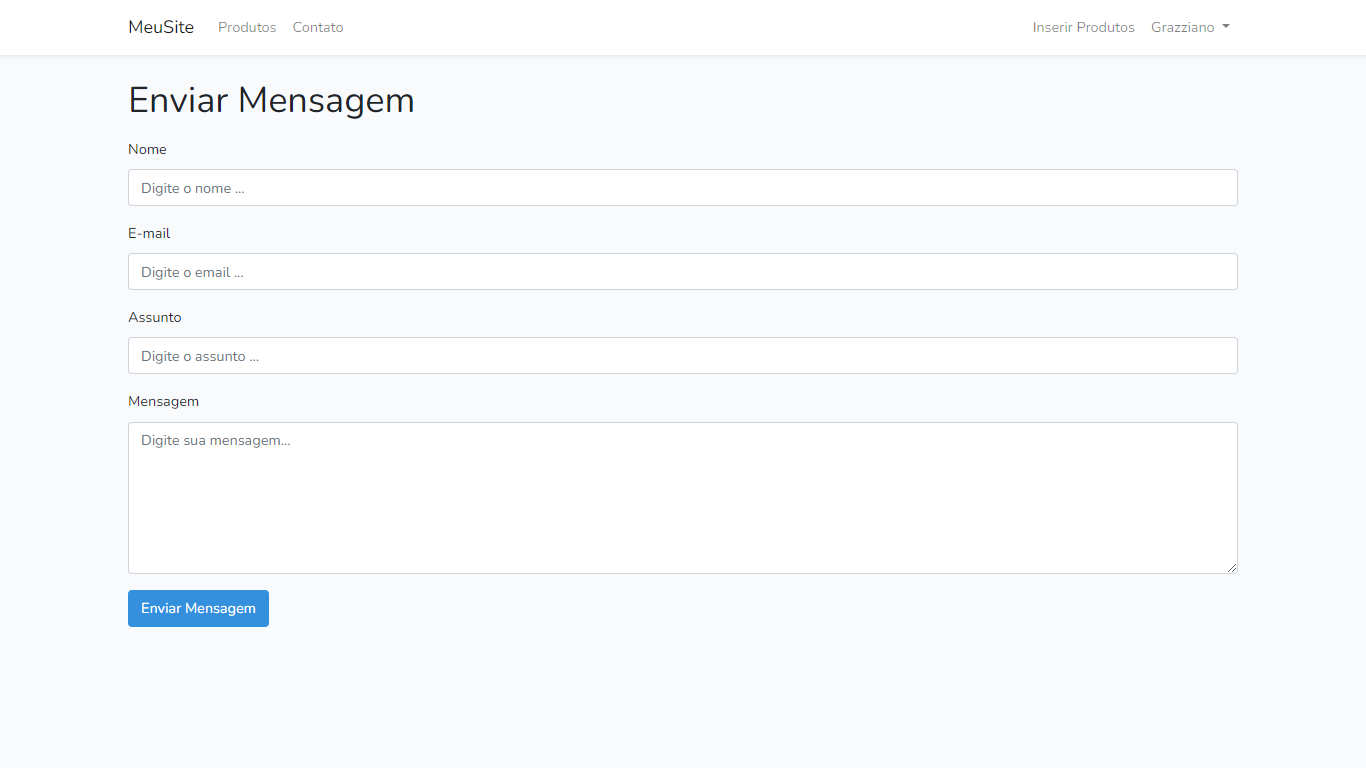 MeuSite Produtos Contato Inserir Produtos Grazziano
Enviar Mensagem
Nome
Digite o nome ...
E-mail
Digite o email ...
Assunto
Digite o assunto ...
Mensagem
Digite sua mensagem...
Enviar Mensagem